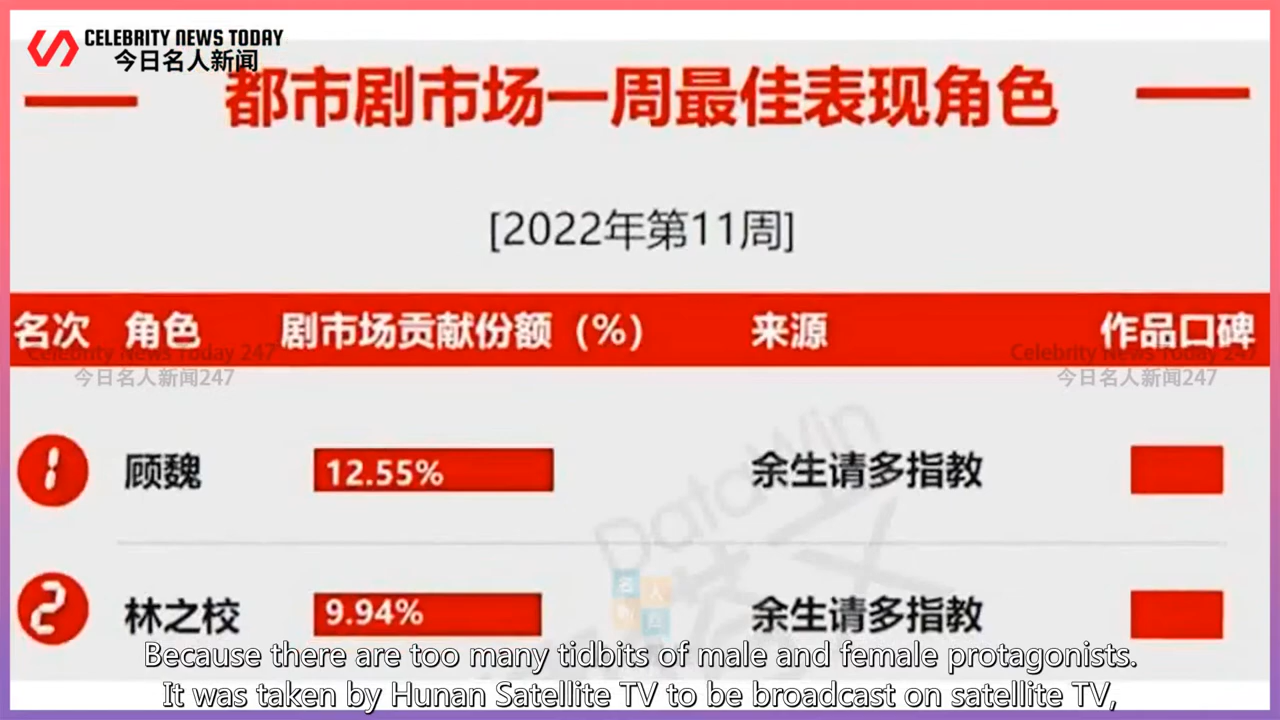 CELEBRITY NEWS TODAY
今日名人新闻
都市剧市场一周最佳表现角色
[2022年第11周]
名次 角色 剧市场贡献份额 (%) 来源 作品口碑
Celebrity News Today 247
今日名人新闻247
Celebrity News Today 247
今日名人新闻247
1 顾魏 12.55% 余生请多指教
DataWin
2 林之校 9.94% 余生请多指教
Because there are too many tidbits of male and female protagonists.
It was taken by Hunan Satellite TV to be broadcast on satellite TV,